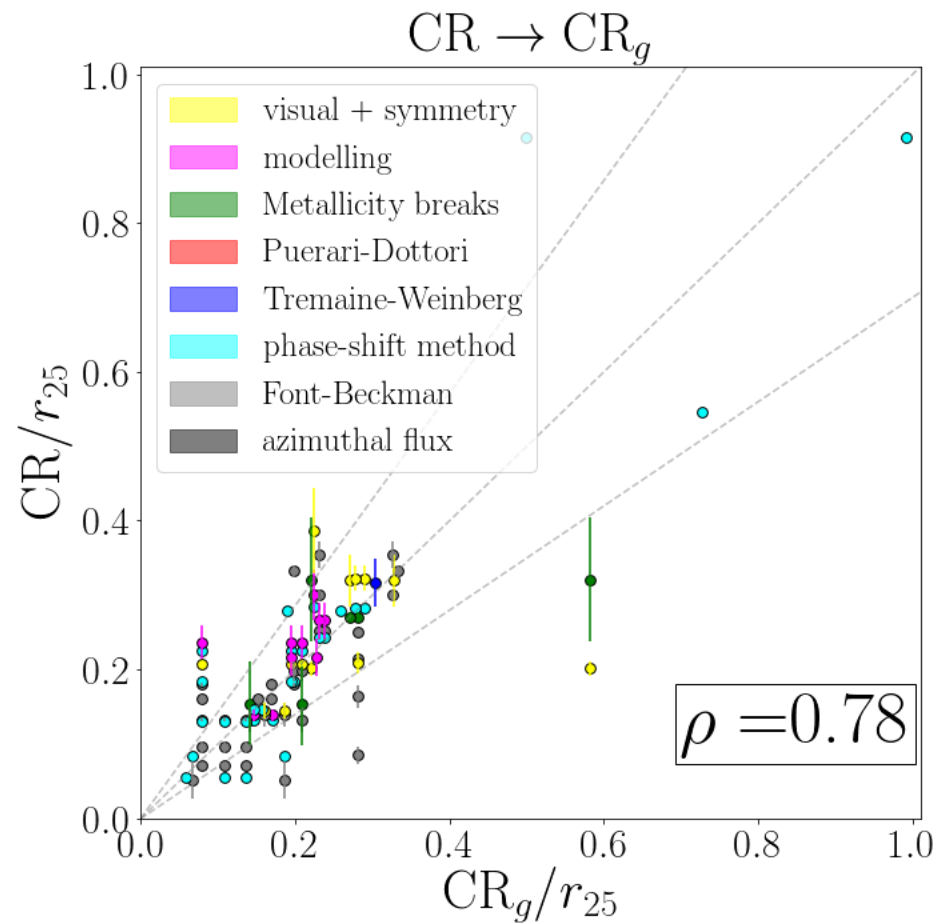 CR → CR_g
1.0
0.8
0.6
0.4
0.2
0.0
CR/r_25
visual + symmetry
modelling
Metallicity breaks
Puerari-Dottori
Tremaine-Weinberg
phase-shift method
Font-Beckman
azimuthal flux
ρ =0.78
0.0 0.2 0.4 0.6 0.8 1.0
CR_g/r_25